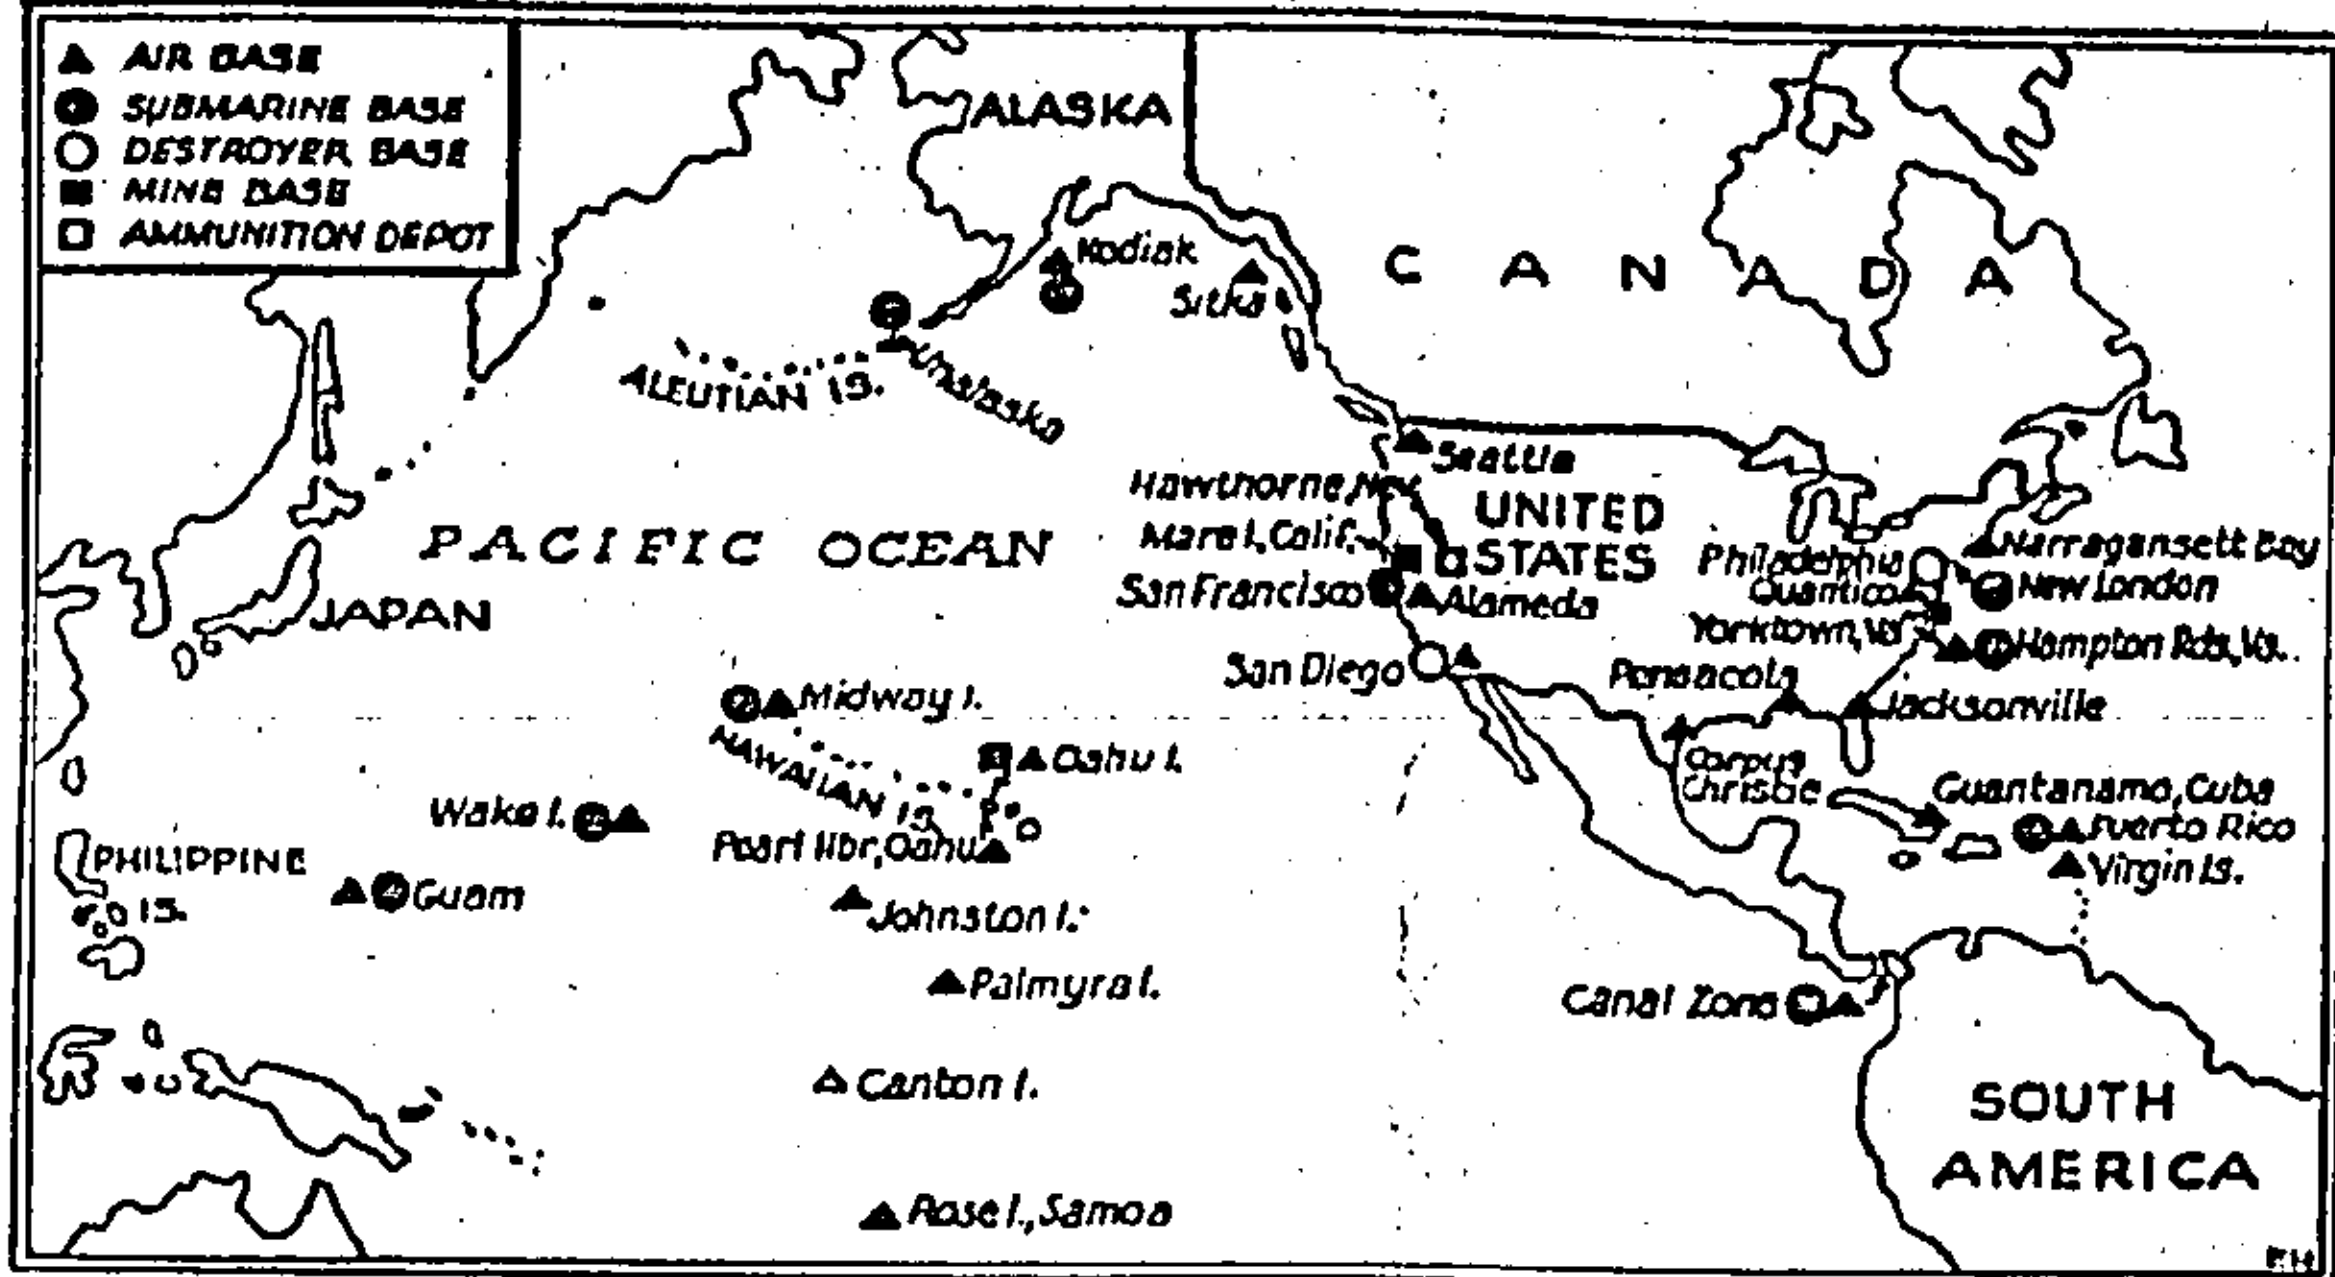 AIR BASE
SUBMARINE BASE
DESTROYER BASE
MINE BASE
AMMUNITION DEPOT
ALASKA
Kodiak
Sitka
CANADA
ALEUTIAN IS.
Unalaska
Seattle
Hawthorne, Nev.
UNITED
STATES
Mare I., Calif.
PACIFIC OCEAN
San Francisco
Alameda
JAPAN
Narragansett Bay
Philadelphia
New London
Quantico
Yorktown, Va
Hampton Rds., Va.
San Diego
Pensacola
Jacksonville
Midway I.
HAWAIIAN IS.
Oahu I.
Corpus
Christie
Guantanamo, Cuba
Wake I.
Puerto Rico
Pearl Hbr, Oahu
PHILIPPINE
IS.
Virgin Is.
Guam
Johnston I.
Palmyra I.
Canal Zone
Canton I.
SOUTH
AMERICA
Rose I., Samoa